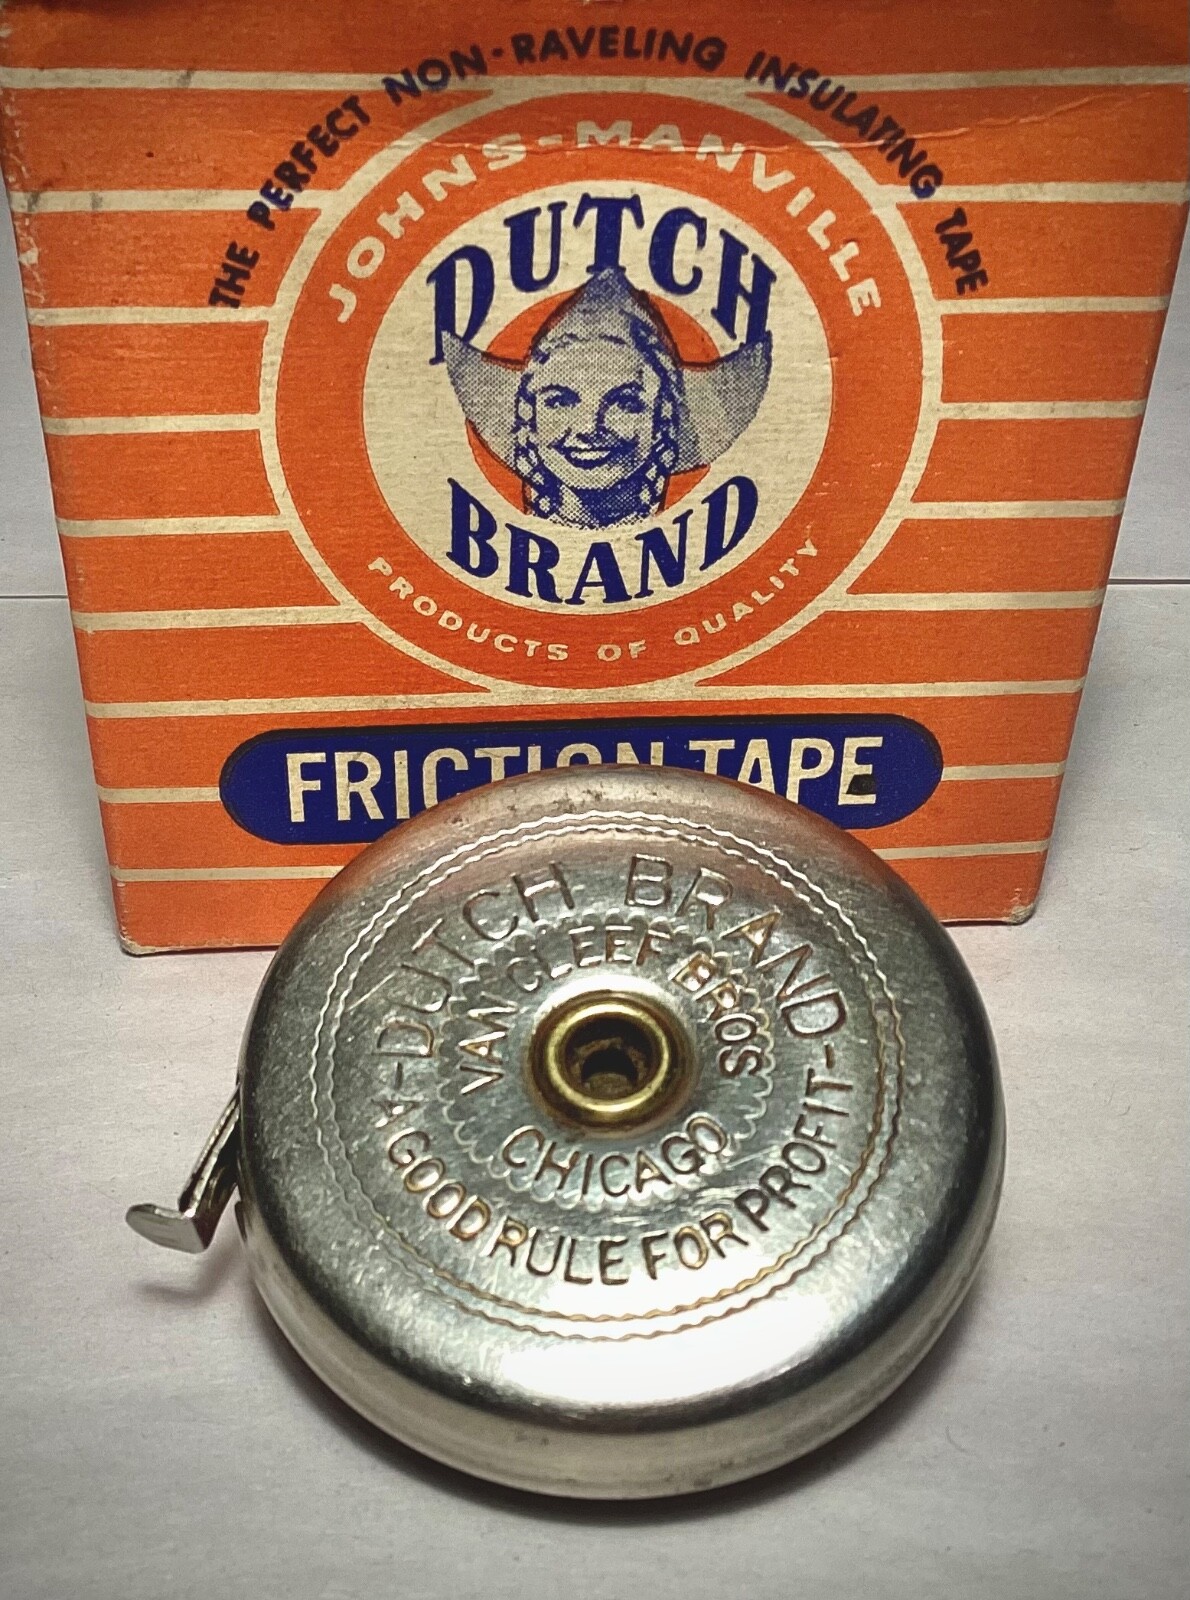 THE PERFECT NON-RAVELING INSULATING TAPE
JOHNS-MANVILLE
DUTCH
BRAND
PRODUCTS OF QUALITY
FRICTION TAPE
-DUTCH BRAND-
VAN CLEEF BROS
CHICAGO
A GOOD RULE FOR PROFIT